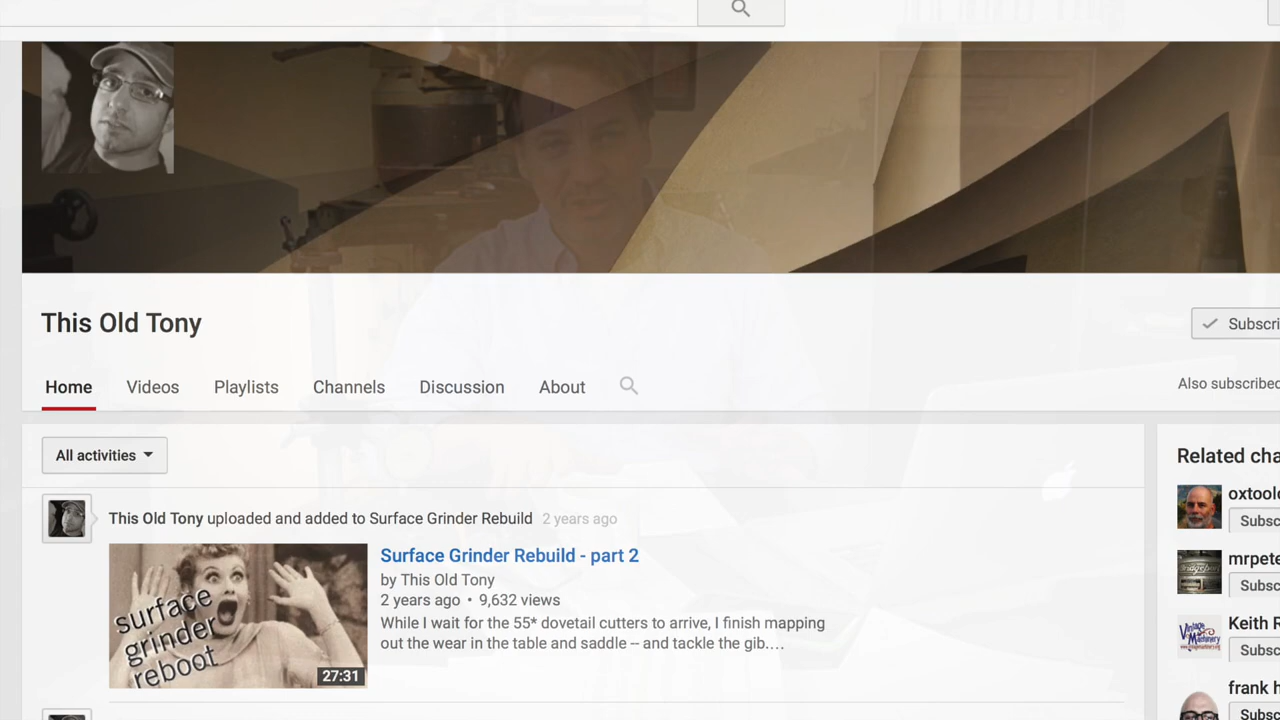 This Old Tony
Subscri
Home Videos Playlists Channels Discussion About
Also subscribed
All activities
Related cha
This Old Tony uploaded and added to Surface Grinder Rebuild 2 years ago
oxtool
Subsc
surface
grinder
reboot
27:31
Surface Grinder Rebuild - part 2
by This Old Tony
2 years ago • 9,632 views
While I wait for the 55* dovetail cutters to arrive, I finish mapping
out the wear in the table and saddle -- and tackle the gib....
mrpete
Subsc
Vintage
Machinery
Keith R
Subsc
frank h
Subsc